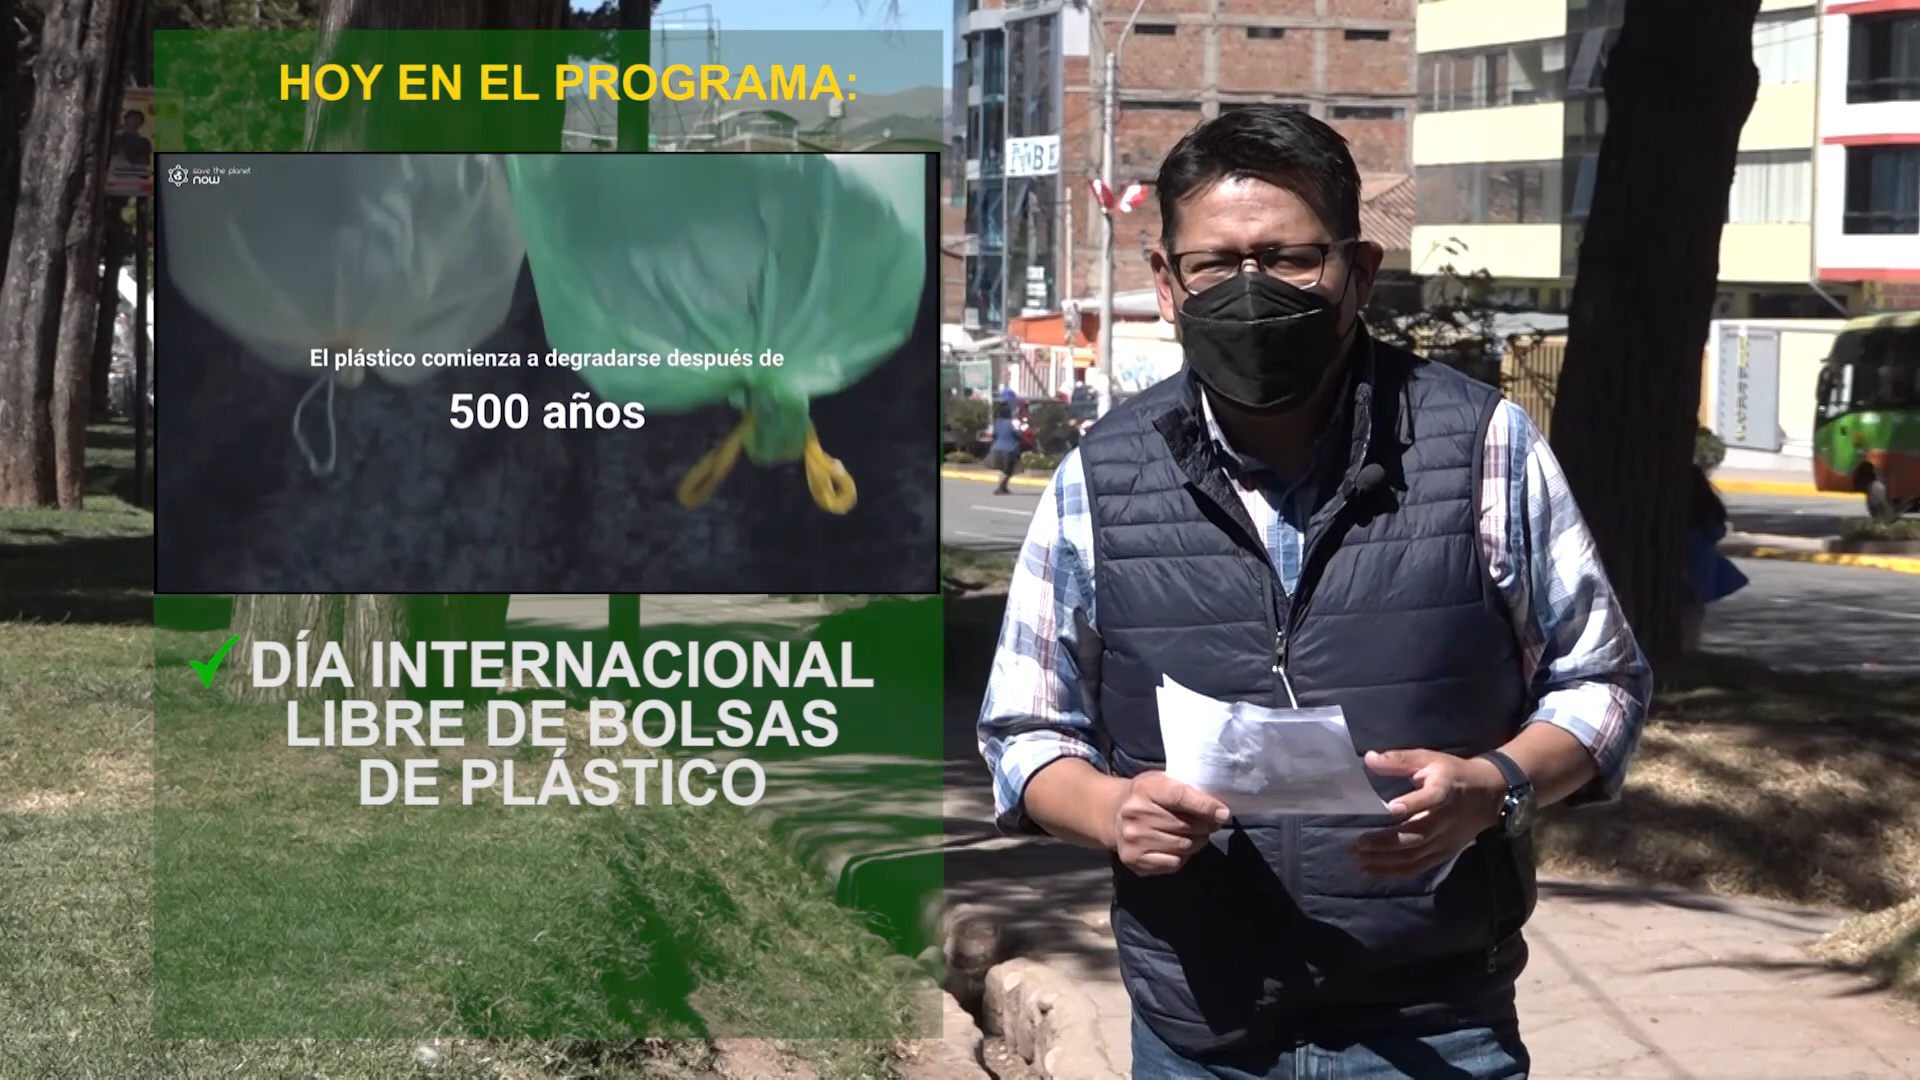 HOY EN EL PROGRAMA:
save the planet
now
El plástico comienza a degradarse después de
500 años
✓ DÍA INTERNACIONAL
LIBRE DE BOLSAS
DE PLÁSTICO